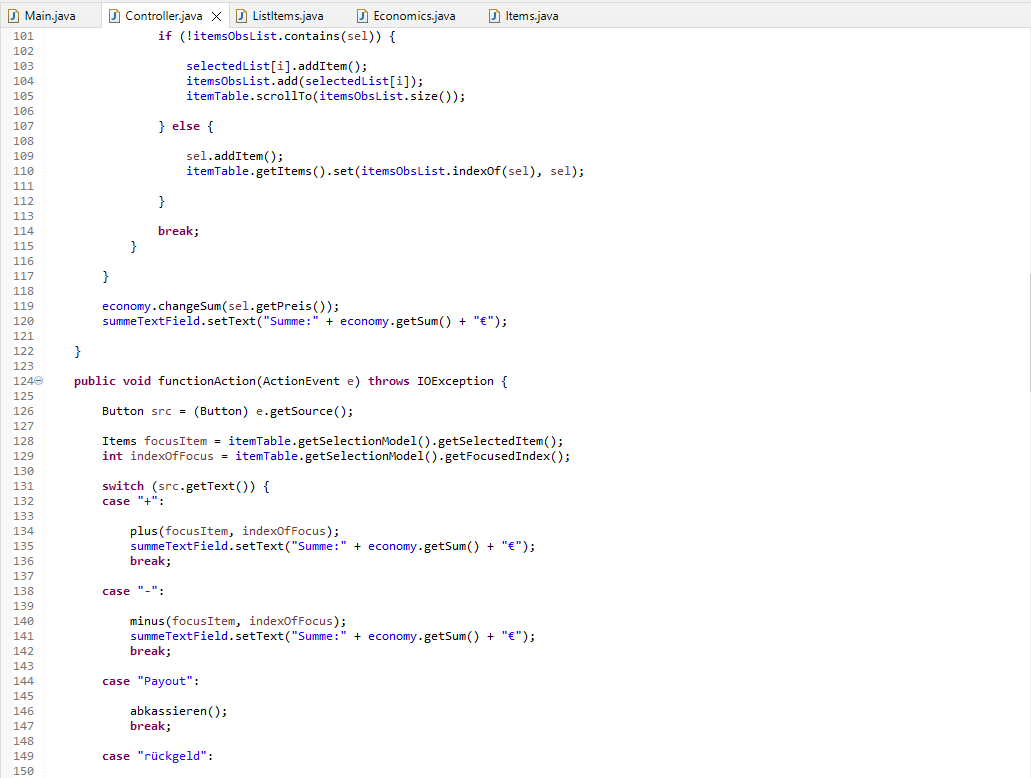 Main.java Controller.java ListItems.java Economics.java Items.java
101 if (!itemsObsList.contains(sel)) {
102
103 selectedList[i].addItem();
104 itemsObsList.add(selectedList[i]);
105 itemTable.scrollTo(itemsObsList.size());
106
107 } else {
108
109 sel.addItem();
110 itemTable.getItems().set(itemsObsList.indexOf(sel), sel);
111
112 }
113
114 break;
115 }
116
117 }
118
119 economy.changeSum(sel.getPreis());
120 summeTextField.setText("Summe:" + economy.getSum() + "€");
121
122 }
123
124 public void functionAction(ActionEvent e) throws IOException {
125
126 Button src = (Button) e.getSource();
127
128 Items focusItem = itemTable.getSelectionModel().getSelectedItem();
129 int indexOfFocus = itemTable.getSelectionModel().getFocusedIndex();
130
131 switch (src.getText()) {
132 case "+":
133
134 plus(focusItem, indexOfFocus);
135 summeTextField.setText("Summe:" + economy.getSum() + "€");
136 break;
137
138 case "-":
139
140 minus(focusItem, indexOfFocus);
141 summeTextField.setText("Summe:" + economy.getSum() + "€");
142 break;
143
144 case "Payout":
145
146 abkassieren();
147 break;
148
149 case "rückgeld":
150